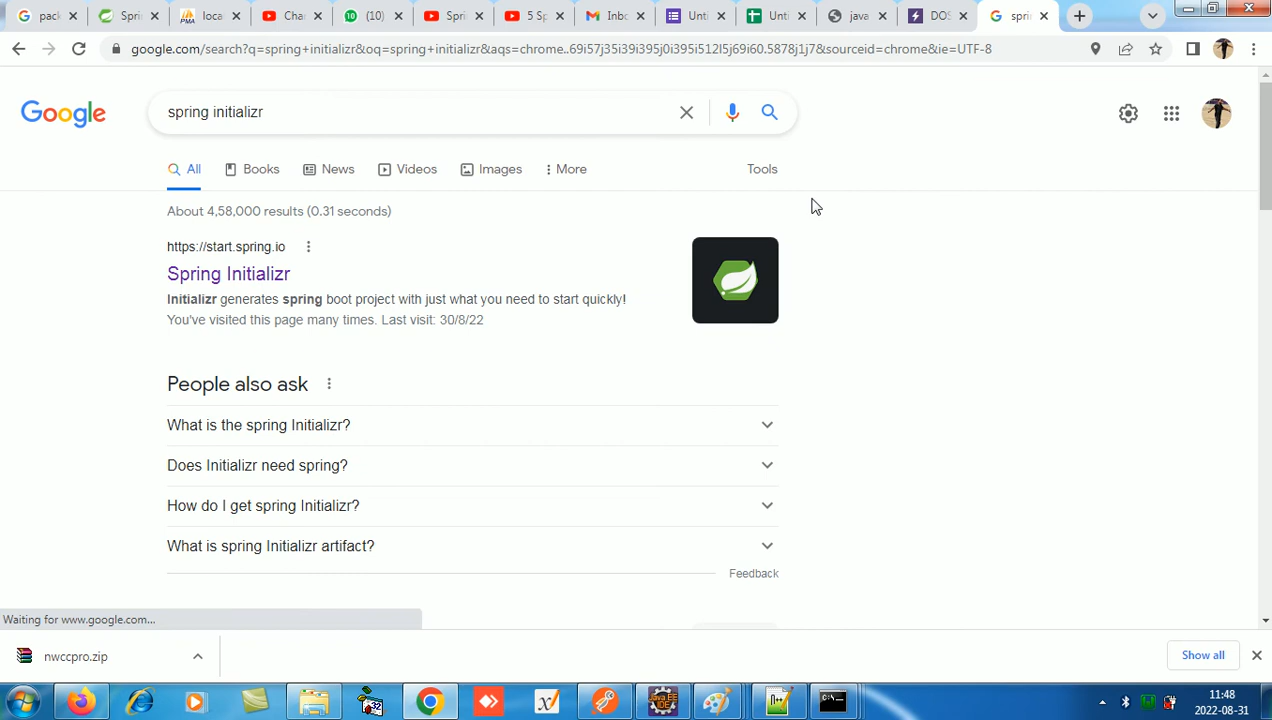 pack
Sprin
loca
Chan
(10)
Sprin
5 Sp
Inbo
Unti
Unti
java
DOS
sprin
google.com/search?q=spring+initializr&oq=spring+initializr&aqs=chrome..69i57j35i39i395j0i395i512l5j69i60.5878j1j7&sourceid=chrome&ie=UTF-8
Google
spring initializr
All
Books
News
Videos
Images
More
Tools
About 4,58,000 results (0.31 seconds)
https://start.spring.io
Spring Initializr
Initializr generates spring boot project with just what you need to start quickly!
You've visited this page many times. Last visit: 30/8/22
People also ask
What is the spring Initializr?
Does Initializr need spring?
How do I get spring Initializr?
What is spring Initializr artifact?
Feedback
Waiting for www.google.com...
nwccpro.zip
Show all
11:48
2022-08-31